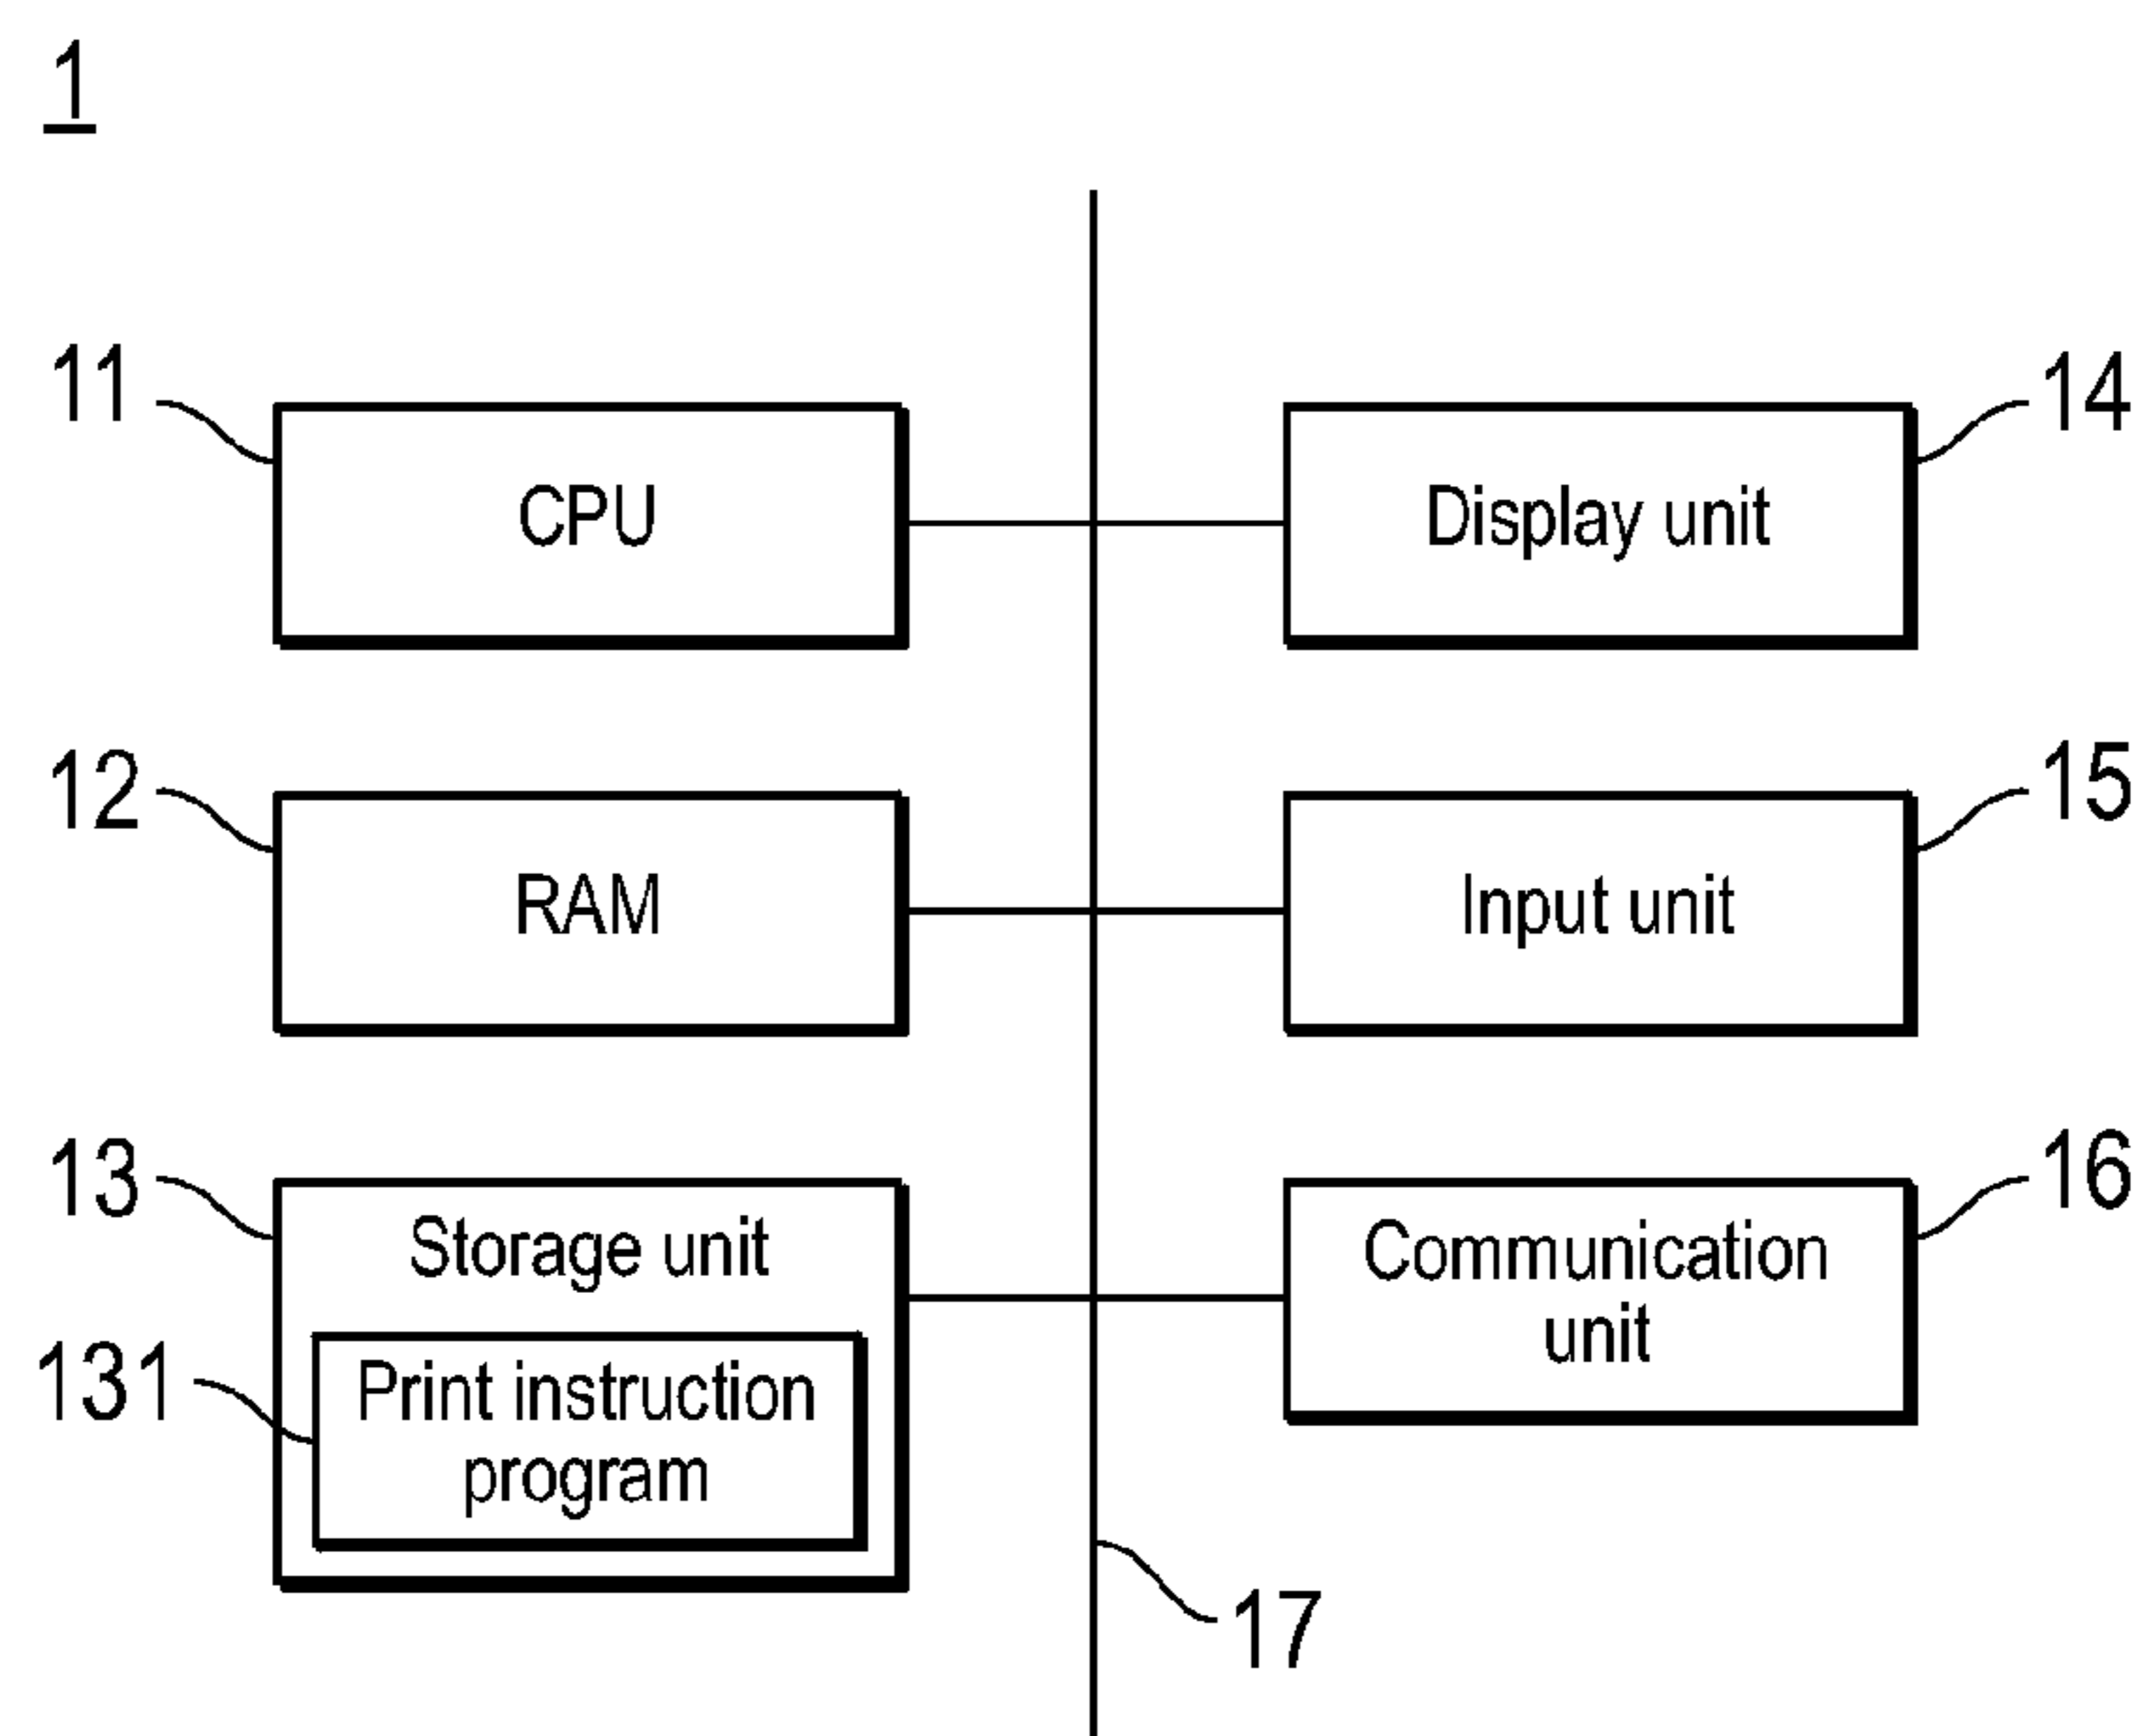 1
11
CPU
14
Display unit
12
RAM
15
Input unit
13
Storage unit
16
Communication
unit
131
Print instruction
program
17